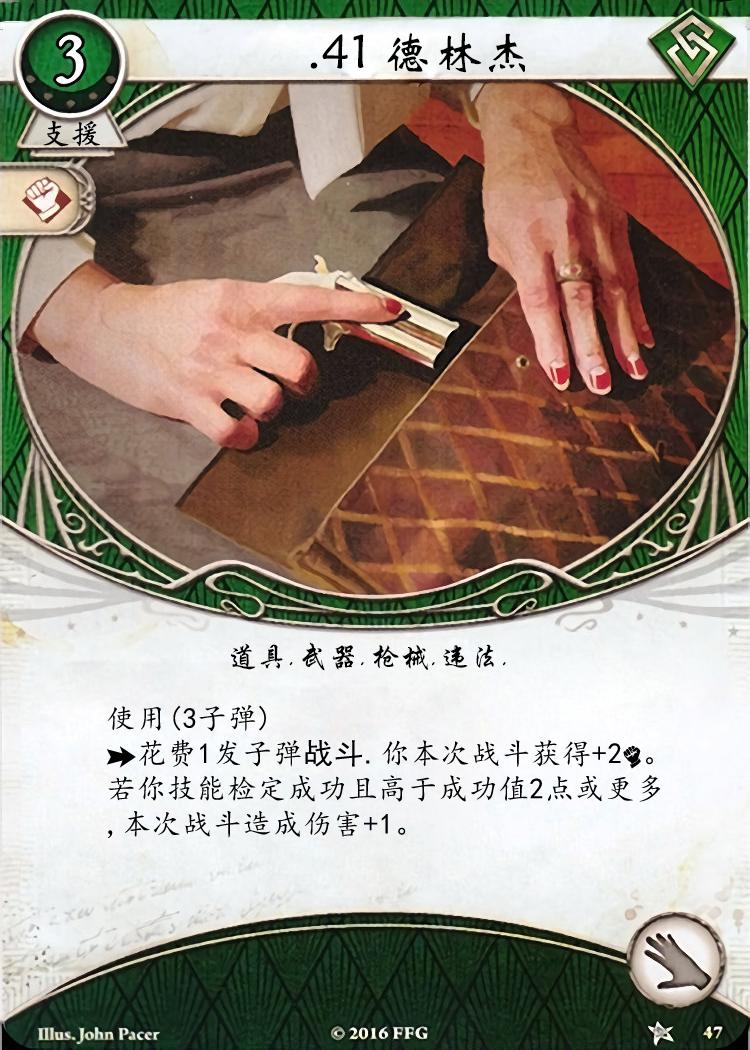 3
.41 德林杰
支援
道具. 武器. 枪械. 违法.
使用(3子弹)
花费1发子弹战斗. 你本次战斗获得+2。
若你技能检定成功且高于成功值2点或更多
,本次战斗造成伤害+1。
Illus. John Pacer
© 2016 FFG
47